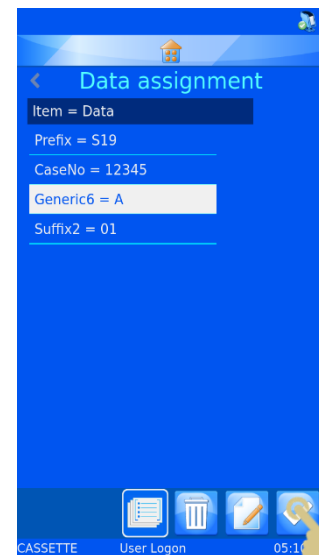 Data assignment
Item = Data
Prefix = S19
CaseNo = 12345
Generic6 = A
Suffix2 = 01
CASSETTE User Logon